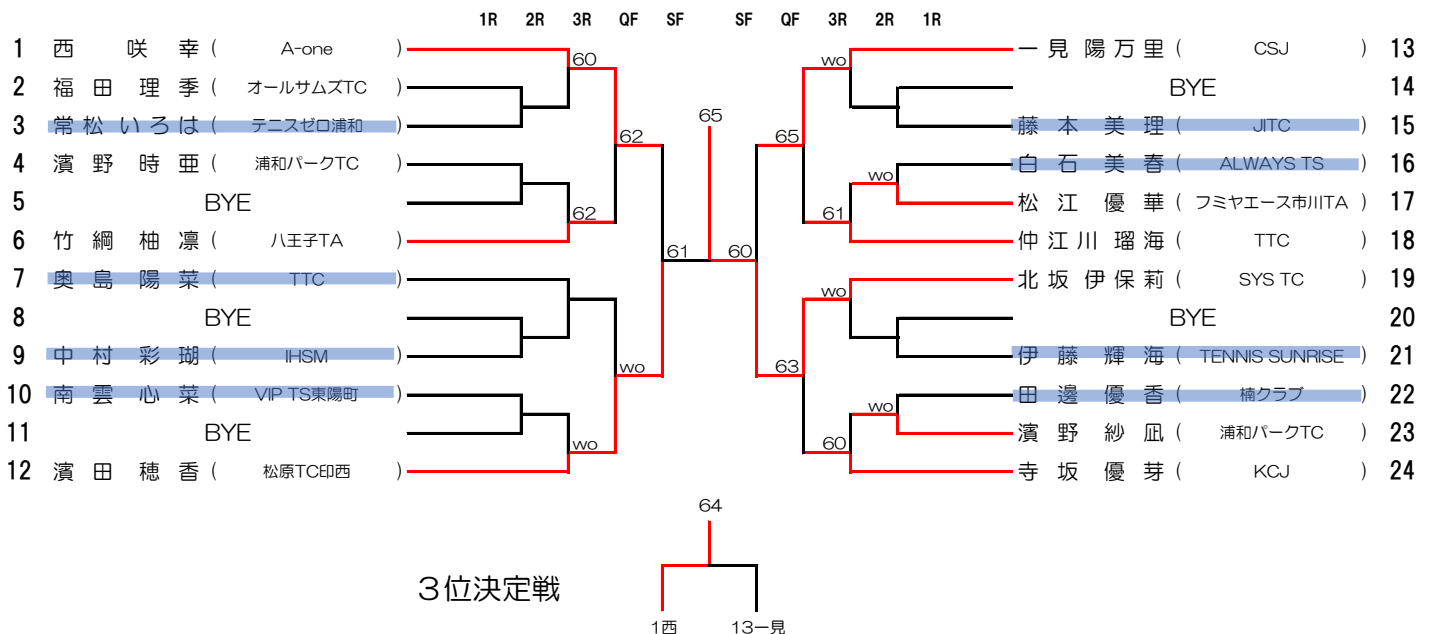 1R 2R 3R QF SF SF QF 3R 2R 1R
1 西 咲 幸 ( A-one ) 60 wo 一見陽万里 ( CSJ ) 13
2 福田理季 ( オールサムズTC ) BYE 14
3 常松いろは ( テニスゼロ浦和 ) 62 65 65 藤本美理 ( JITC ) 15
4 濱野時亜 ( 浦和パークTC ) wo 白石美春 ( ALWAYS TS ) 16
5 BYE 62 61 松江優華 ( フミヤエース市川TA ) 17
6 竹綱柚凛 ( 八王子TA ) 61 60 仲江川瑠海 ( TTC ) 18
7 奥島陽菜 ( TTC ) wo 北坂伊保莉 ( SYS TC ) 19
8 BYE BYE 20
9 中村彩瑚 ( IHSM ) wo 63 伊藤輝海 ( TENNIS SUNRISE ) 21
10 南雲心菜 ( VIP TS東陽町 ) wo 田邊優香 (楠クラブ ) 22
11 BYE wo 60 濱野紗凪 ( 浦和パークTC ) 23
12 濱田穂香 ( 松原TC印西 ) 寺坂優芽 ( KCJ ) 24
64
３位決定戦
1西 13一見